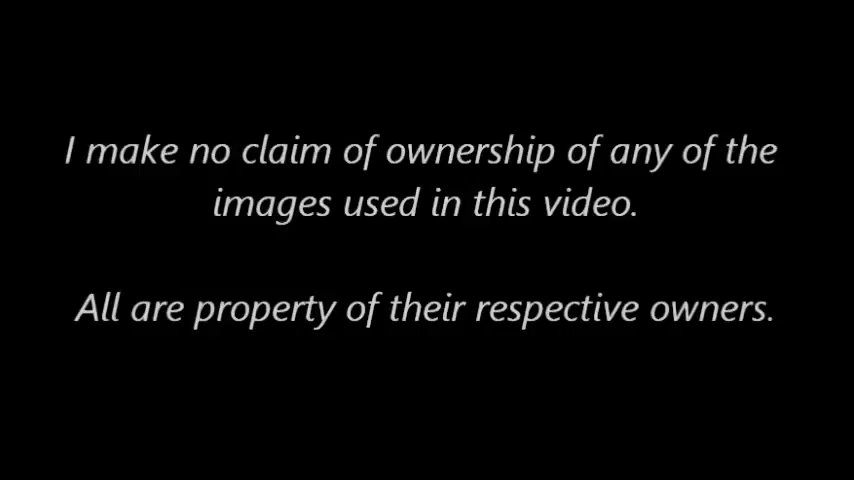 I make no claim of ownership of any of the
images used in this video.
All are property of their respective owners.